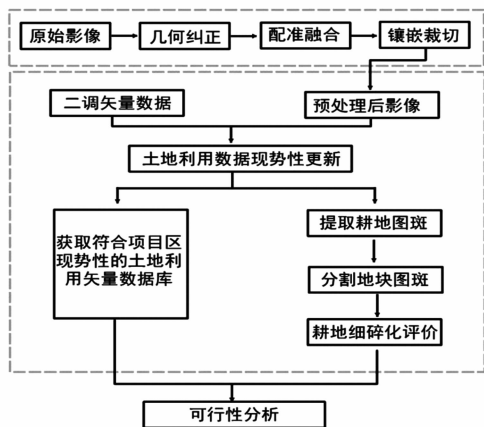 原始影像
几何纠正
配准融合
镶嵌裁切
二调矢量数据
预处理后影像
土地利用数据现势性更新
获取符合项目区
现势性的土地利
用矢量数据库
提取耕地图斑
分割地块图斑
耕地细碎化评价
可行性分析